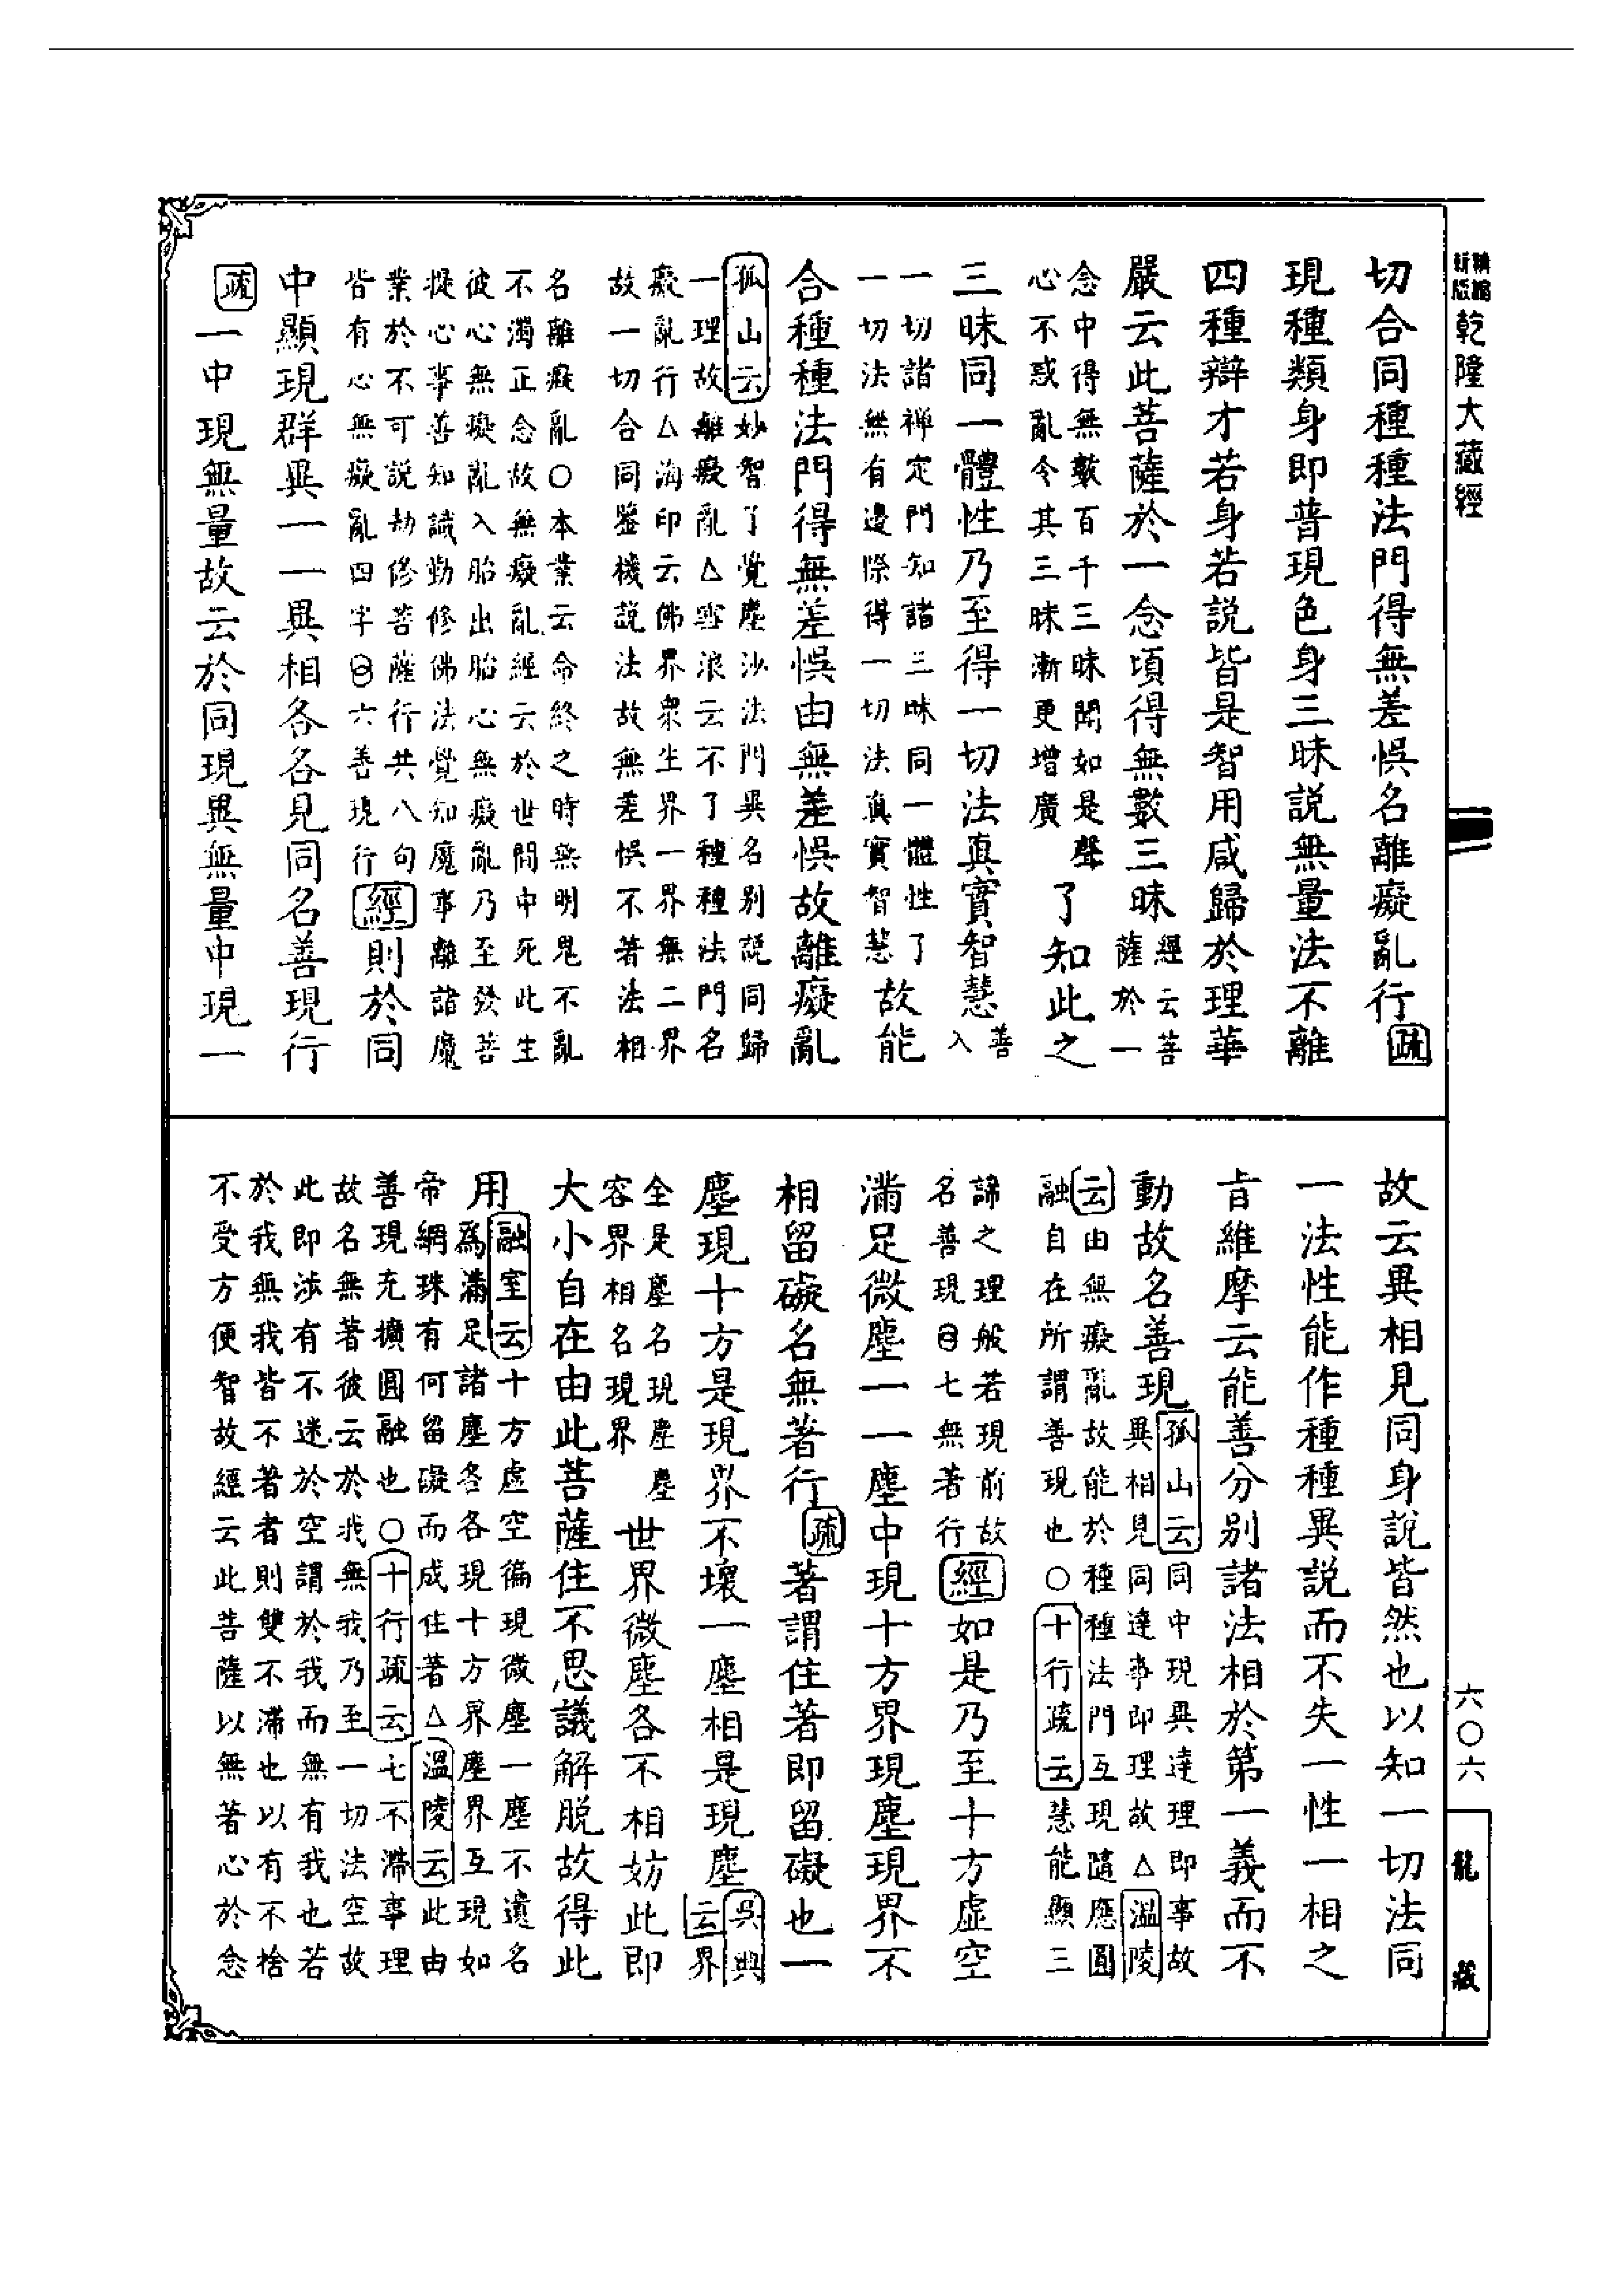 精縮新版乾隆大藏經
切合同種種法門得無差悞名離癡亂行疏
現種類身即普現色身三昧説無量法不離
四種辯才若身若説皆是智用咸歸於理華
嚴云此菩薩於一念頃得無數三昧經云菩薩於一
念中得無數百千三昧聞如是聲心不惑亂今其三昧漸更增廣了知此之
三昧同一體性乃至得一切法真實智慧善入
一切諸禪定門知諸三昧同一體性了一切法無有邊際得一切法真實智慧故能
合種種法門得無差悞由無差悞故離癡亂
孤山云妙智了覺塵沙法門異名別説同歸
一理故離癡亂△雪浪云不了種種法門名
癡亂行△海印云佛界衆生界一界無二界
故一切合同鑒機説法故無差悞不著法相
名離癡亂○本業云命終之時無明鬼不亂
不濁正念故無癡亂經云於世間中死此生
彼心無癡亂入胎出胎心無癡亂乃至發菩
提心事善知識勤修佛法覺知魔事離諸魔
業於不可説劫修菩薩行共八句皆有心無癡亂四字㊀六善現行經則於同
中顯現群異一一異相各各見同名善現行
疏一中現無量故云於同現異無量中現一
故云異相見同身説皆然也以知一切法同
一法性能作種種異説而不失一性一相之
肯維摩云能善分別諸法相於第一義而不
動故名善現孤山云同中現異達理即事故
異相見同達事即理故△溫陵
云由無癡亂故能於種種法門互現隨應圓
融自在所謂善現也○十行疏云慧能顯三
諦之理般若現前故名善現㊀七無著行經如是乃至十方虛空
滿足微塵一一塵中現十方界現塵現界不
相留礙名無著行疏著謂住著即留礙也一
塵現十方是現界不壞一塵相是現塵吳興云界
全是塵名現塵塵容界相名現界世界微塵各不相妨此即
大小自在由此菩薩住不思議解脱故得此
用融室云十方虛空徧現微塵一塵不遺名
爲滿足諸塵各各現十方界塵界互現如
帝網珠有何留礙而成住著△溫陵云此由
善現充擴圓融也○十行疏云七不滯事理
故名無著彼云於我無我乃至一切法空故
此即涉有不迷於空謂於我而無有我也若
於我無我皆不著者則雙不滯也以有不捨
不受方便智故經云此菩薩以無著心於念
六〇六
龍藏